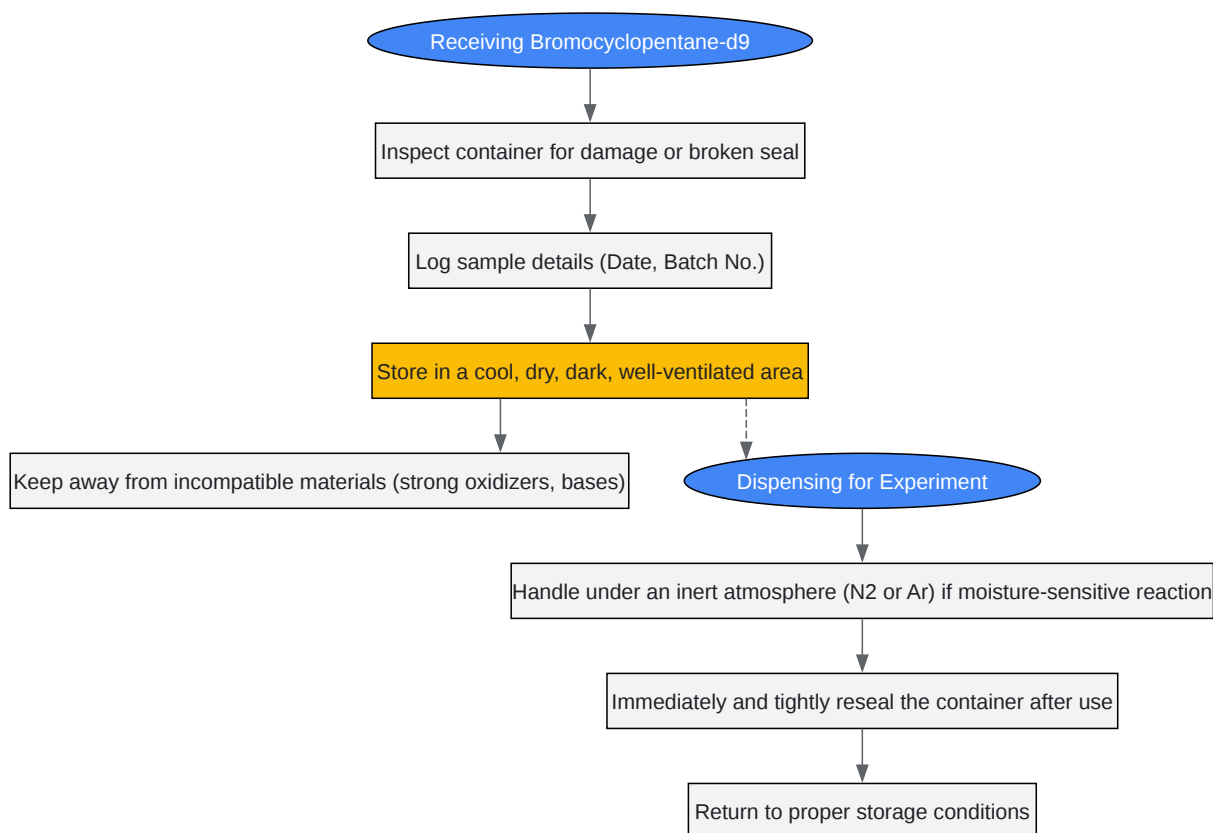 Receiving Bromocyclopentane-d9
Inspect container for damage or broken seal
Log sample details (Date, Batch No.)
Store in a cool, dry, dark, well-ventilated area
Keep away from incompatible materials (strong oxidizers, bases)
Dispensing for Experiment
Handle under an inert atmosphere (N2 or Ar) if moisture-sensitive reaction
Immediately and tightly reseal the container after use
Return to proper storage conditions